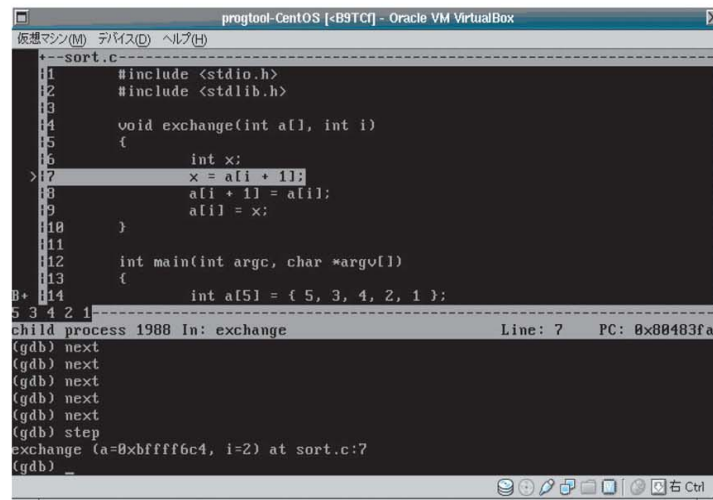 progtool-CentOS [<B9TCf] - Oracle VM VirtualBox
仮想マシン(M) デバイス(D) ヘルプ(H)
+--sort.c
1 #include <stdio.h>
2 #include <stdlib.h>
3
4 void exchange(int a[], int i)
5 {
6 int x;
>7 x = a[i + 1];
8 a[i + 1] = a[i];
9 a[i] = x;
10 }
11
12 int main(int argc, char *argv[])
13 {
B+ 14 int a[5] = { 5, 3, 4, 2, 1 };
5 3 4 2 1
child process 1988 In: exchange Line: 7 PC: 0x80483fa
(gdb) next
(gdb) next
(gdb) next
(gdb) next
(gdb) step
exchange (a=0xbffff6c4, i=2) at sort.c:7
(gdb) _
右 Ctrl